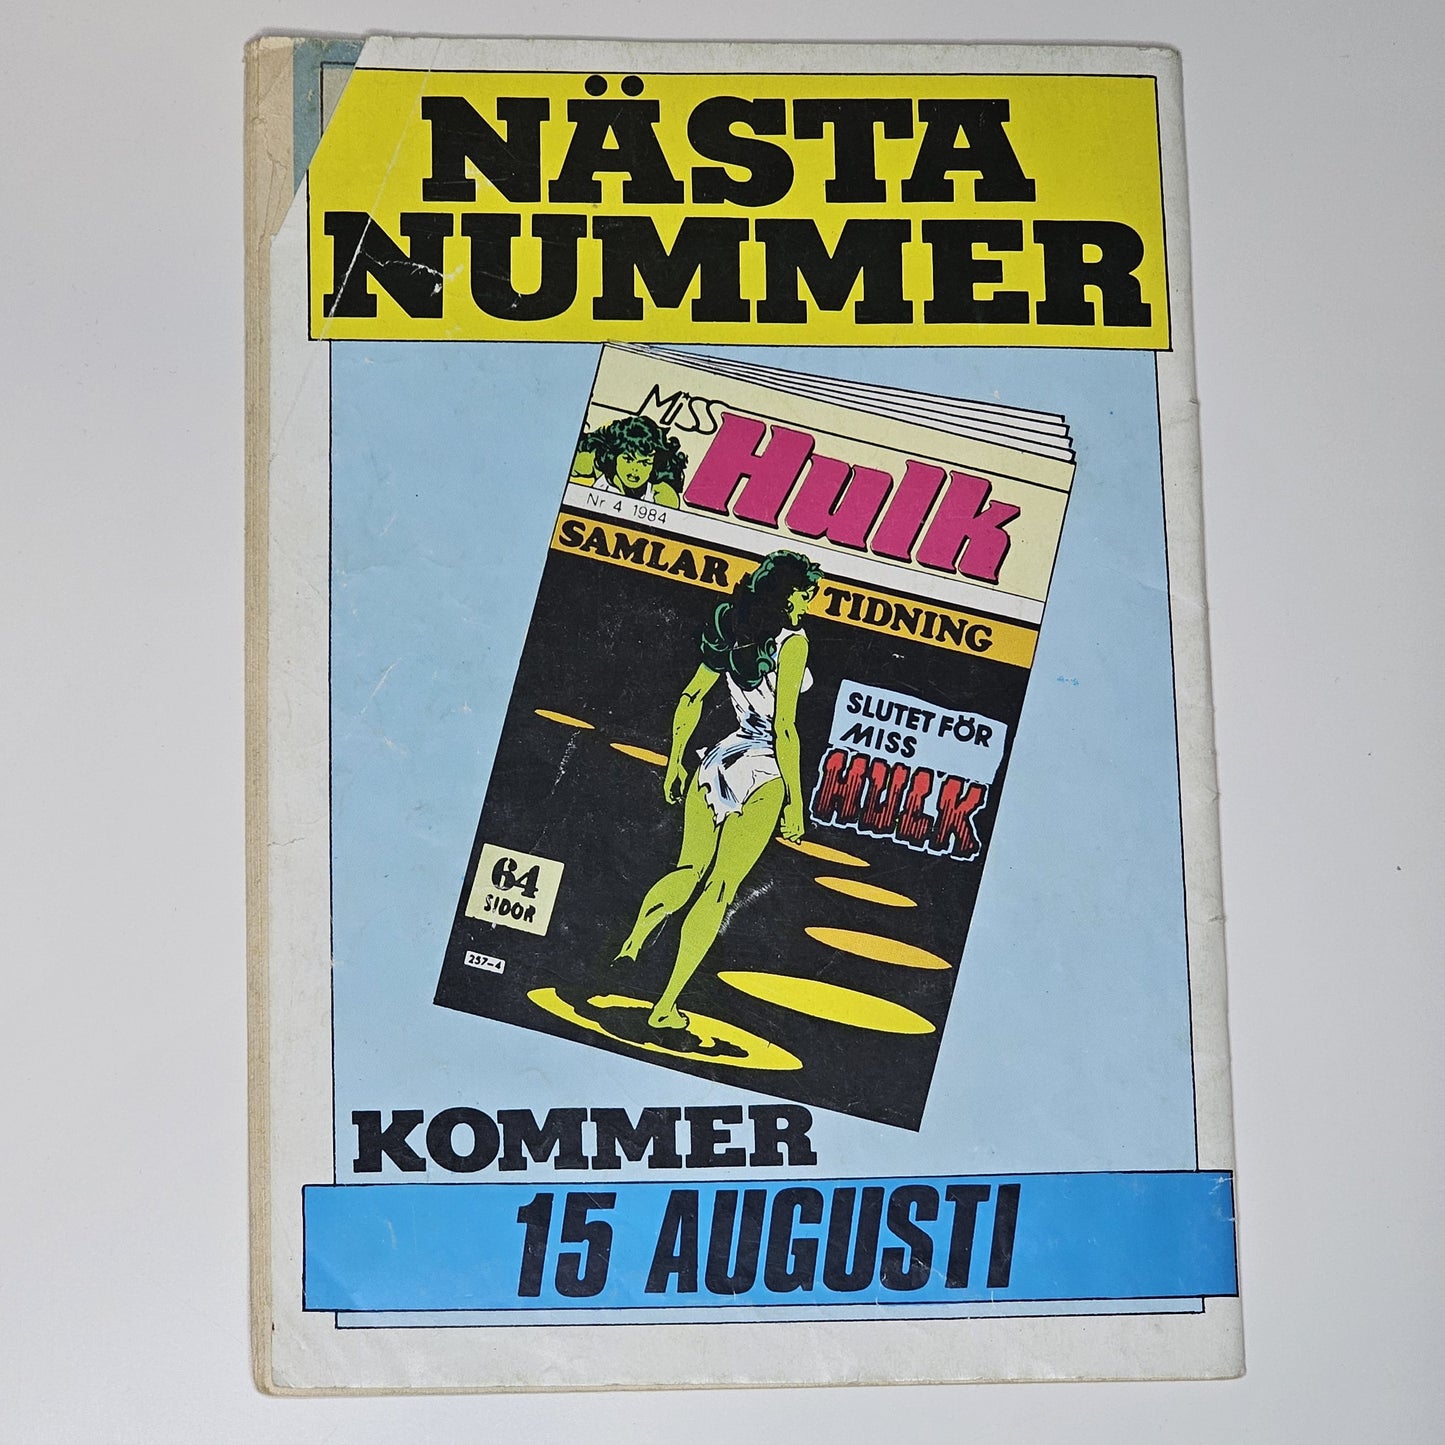 NÄSTA
NUMMER
Miss
Hulk
Nr 4 1984
SAMLAR TIDNING
SLUTET FÖR
MISS
HULK
64
SIDOR
257-4
KOMMER
15 AUGUSTI